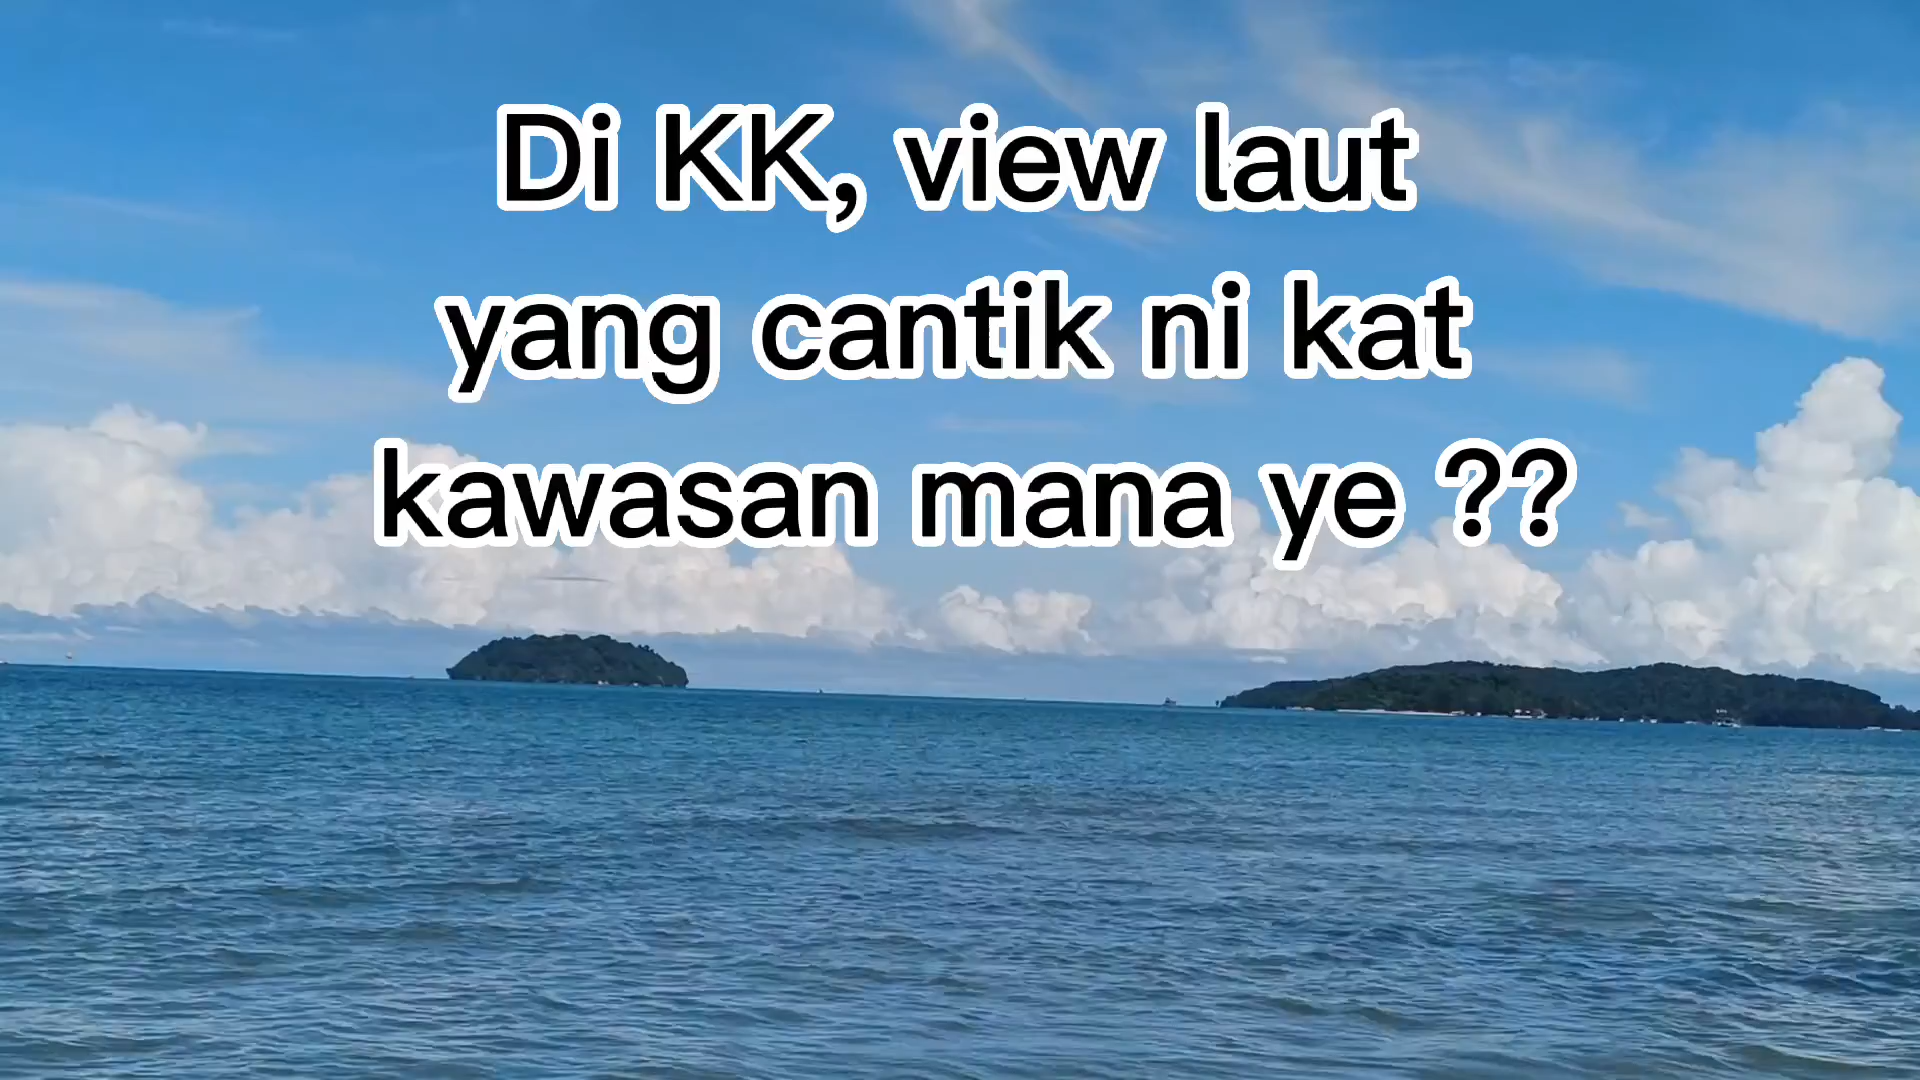 Di KK, view laut
yang cantik ni kat
kawasan mana ye ??